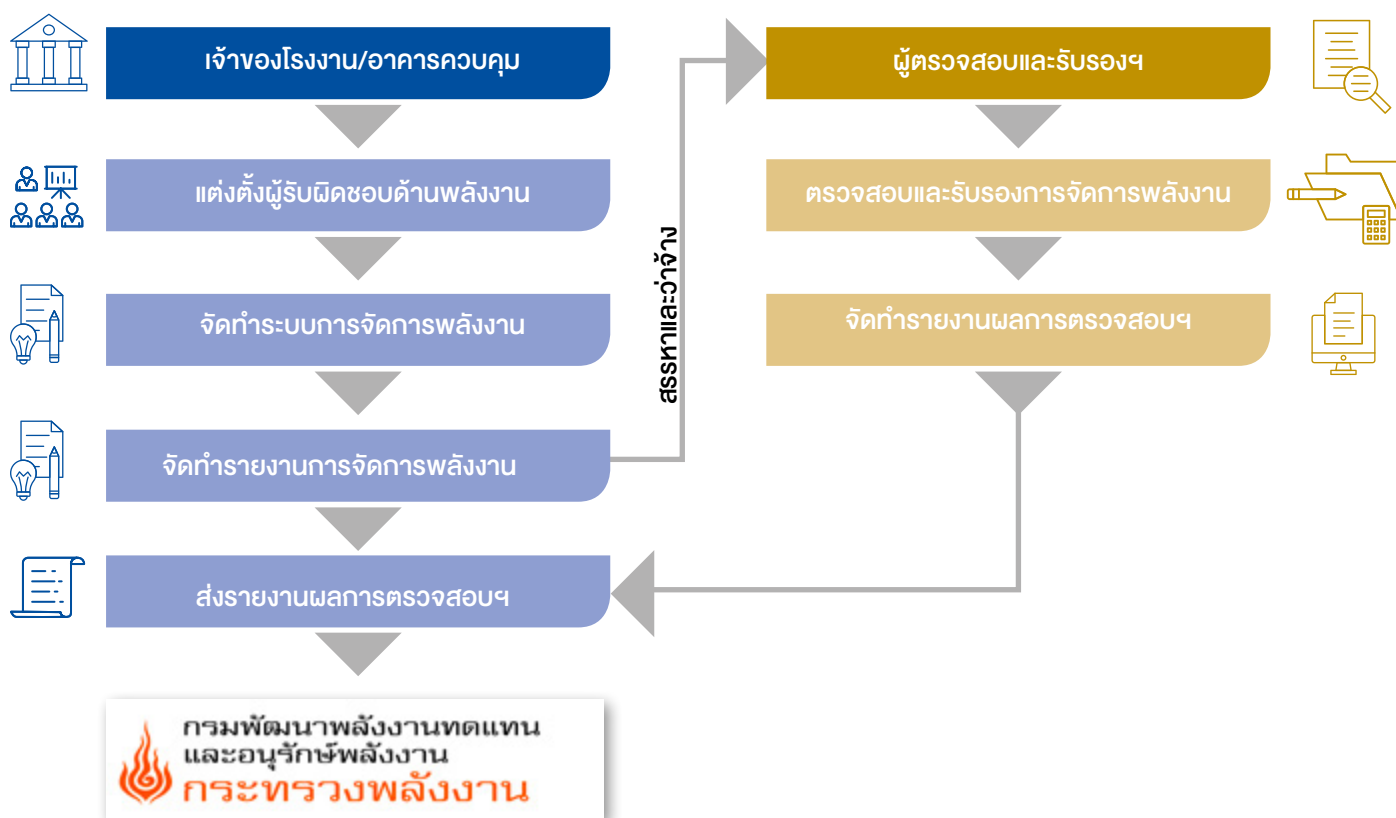 เจ้าของโรงงาน/อาคารควบคุม
แต่งตั้งผู้รับผิดชอบด้านพลังงาน
จัดทำระบบการจัดการพลังงาน
จัดทำรายงานการจัดการพลังงาน
ส่งรายงานผลการตรวจสอบฯ
สรรหาและว่าจ้าง
ผู้ตรวจสอบและรับรองฯ
ตรวจสอบและรับรองการจัดการพลังงาน
จัดทำรายงานผลการตรวจสอบฯ
กรมพัฒนาพลังงานทดแทน
และอนุรักษ์พลังงาน
กระทรวงพลังงาน